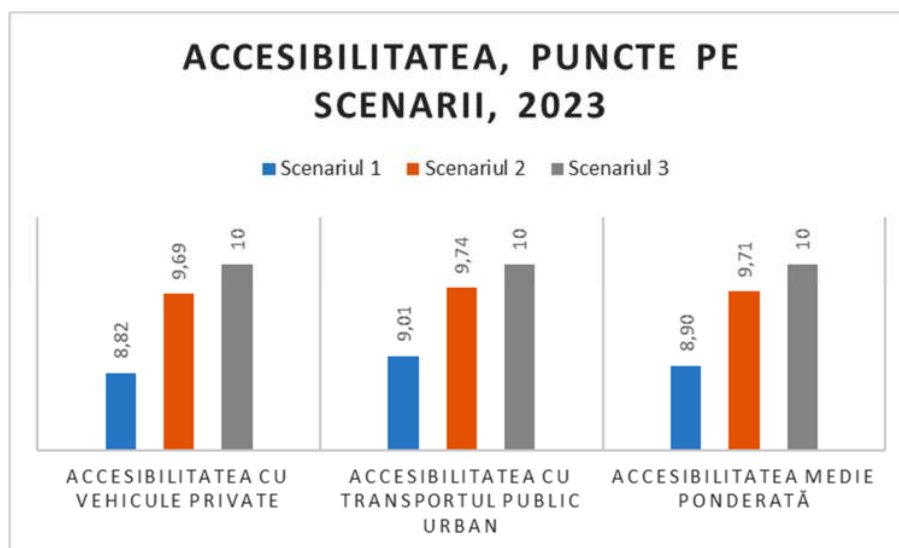 ACCESIBILITATEA, PUNCTE PE
SCENARII, 2023
Scenariul 1 Scenariul 2 Scenariul 3
8,82 9,69 10 9,01 9,74 10 8,90 9,71 10
ACCESIBILITATEA CU
VEHICULE PRIVATE
ACCESIBILITATEA CU
TRANSPORTUL PUBLIC
URBAN
ACCESIBILITATEA MEDIE
PONDERATĂ